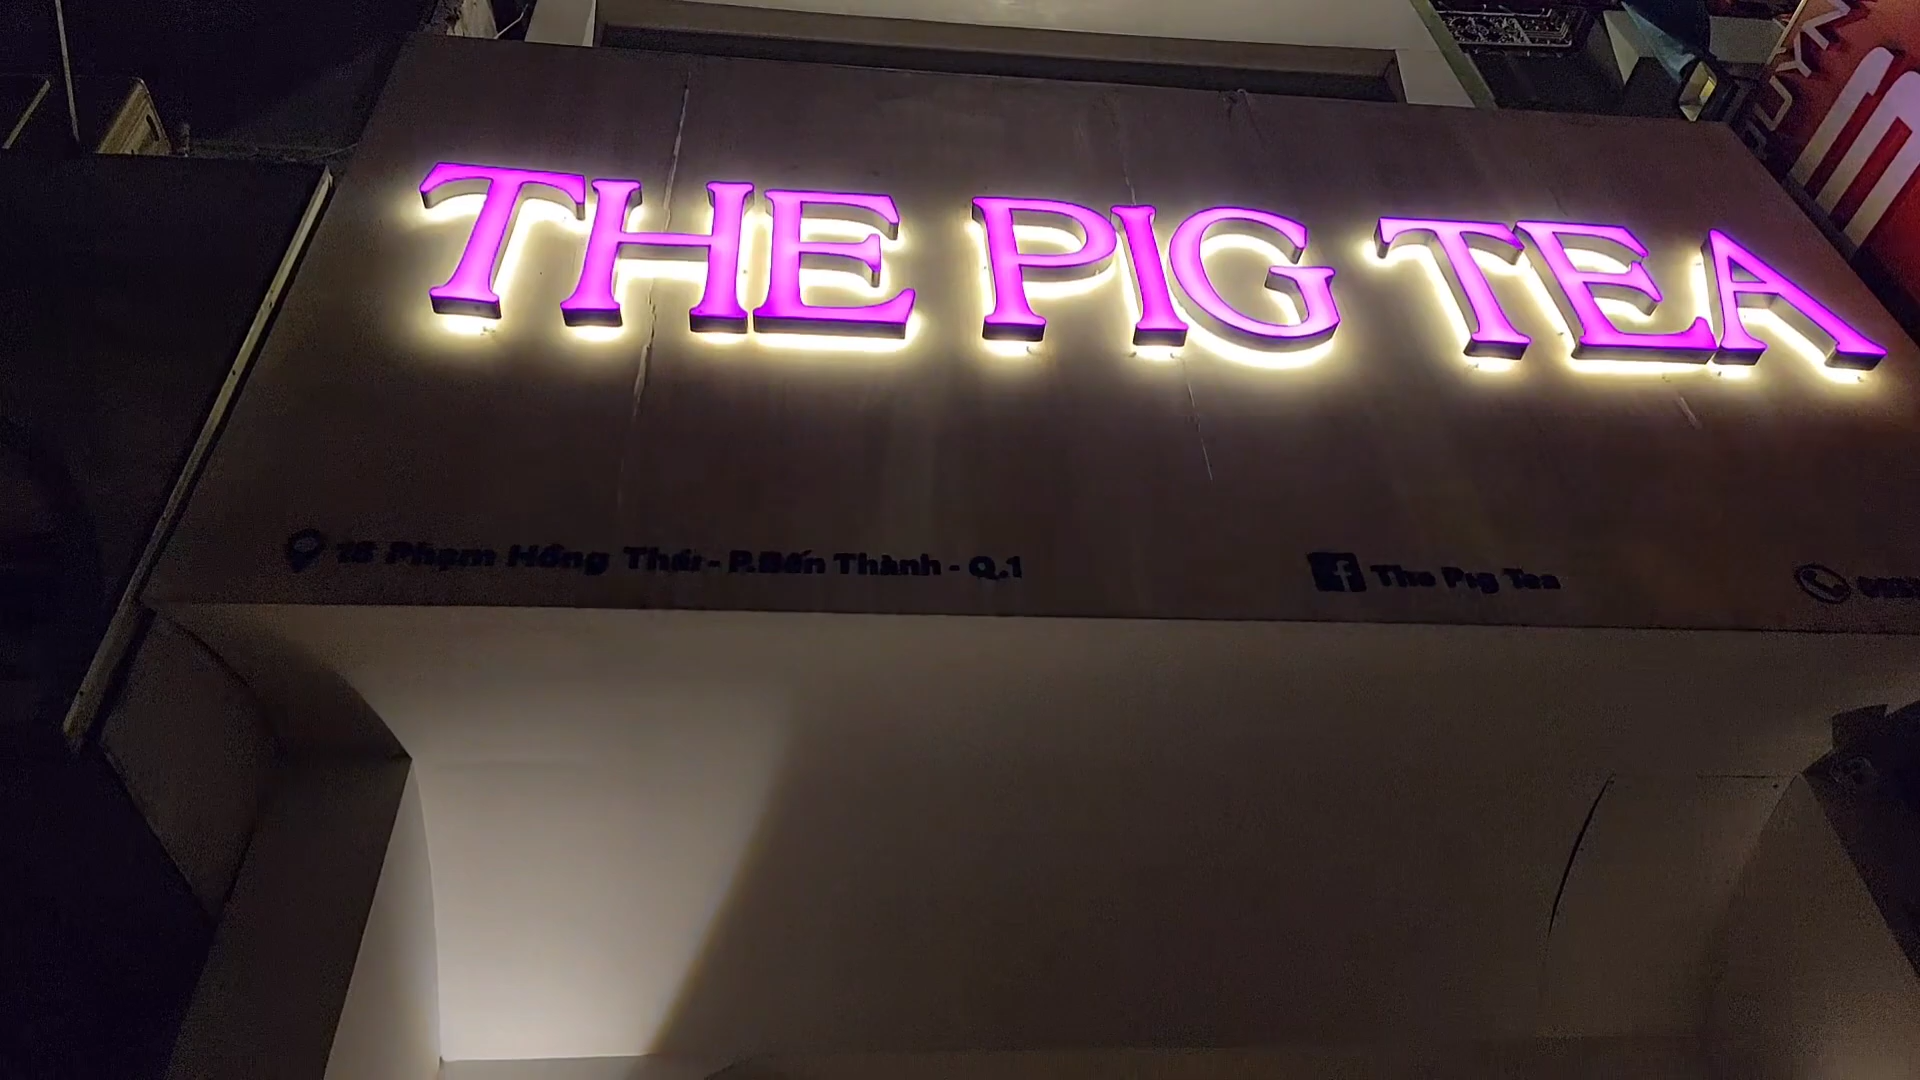 THE PIG TEA
15 Phạm Hồng Thái - P.Bến Thành - Q.1
The Pig Tea